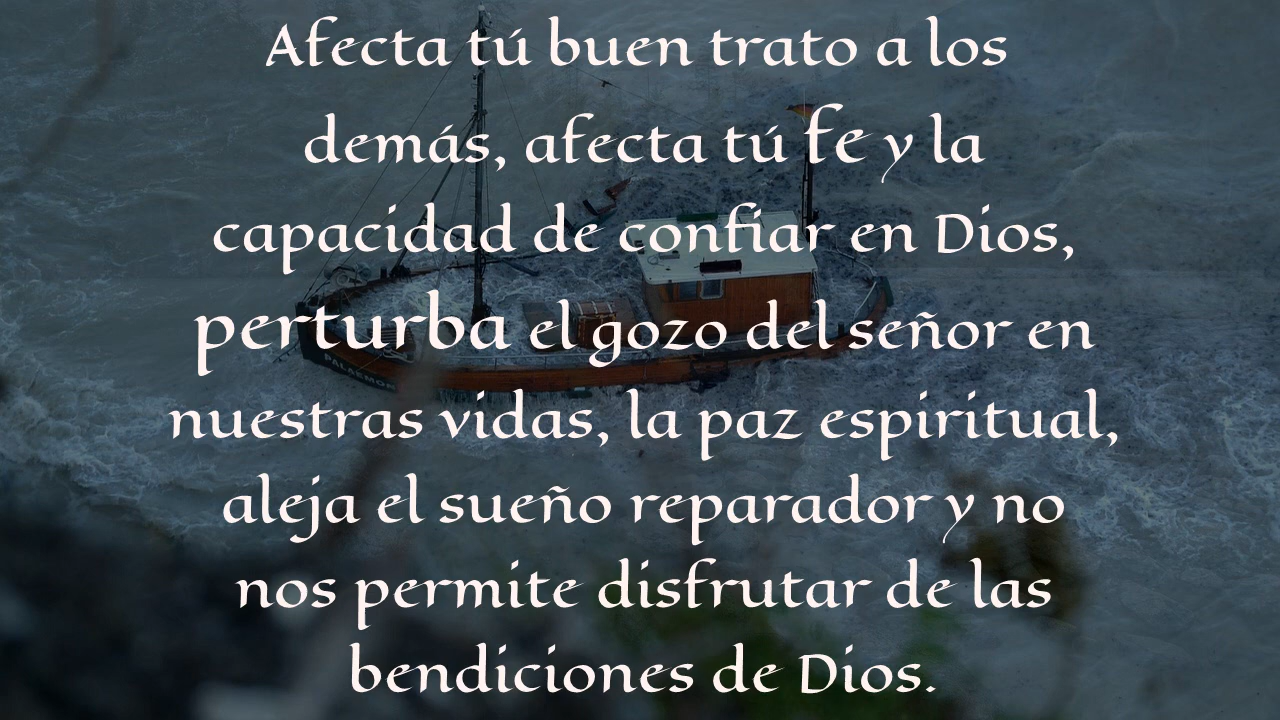 Afecta tú buen trato a los
demás, afecta tú fe y la
capacidad de confiar en Dios,
perturba el gozo del señor en
nuestras vidas, la paz espiritual,
aleja el sueño reparador y no
nos permite disfrutar de las
bendiciones de Dios.
PALAEMON